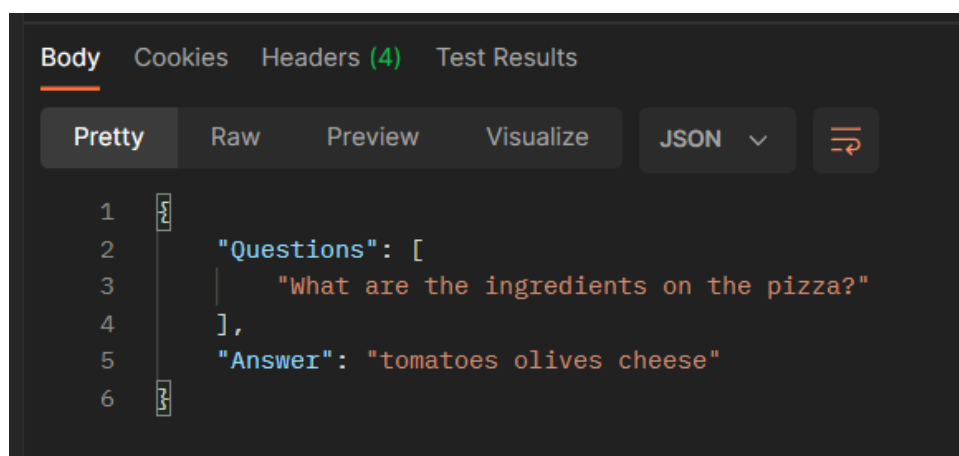 Body Cookies Headers (4) Test Results
Pretty Raw Preview Visualize JSON
1 {
2 "Questions": [
3 "What are the ingredients on the pizza?"
4 ],
5 "Answer": "tomatoes olives cheese"
6 }